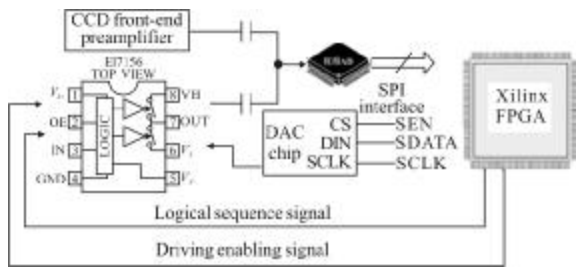 CCD front-end
preamplifier
EI7156
TOP VIEW
1
OE 2
IN 3
GND 4
LOGIC
8 VH
7 OUT
6
5
SPI
interface
DAC
chip
CS
DIN
SCLK
SEN
SDATA
SCLK
Xilinx
FPGA
Logical sequence signal
Driving enabling signal